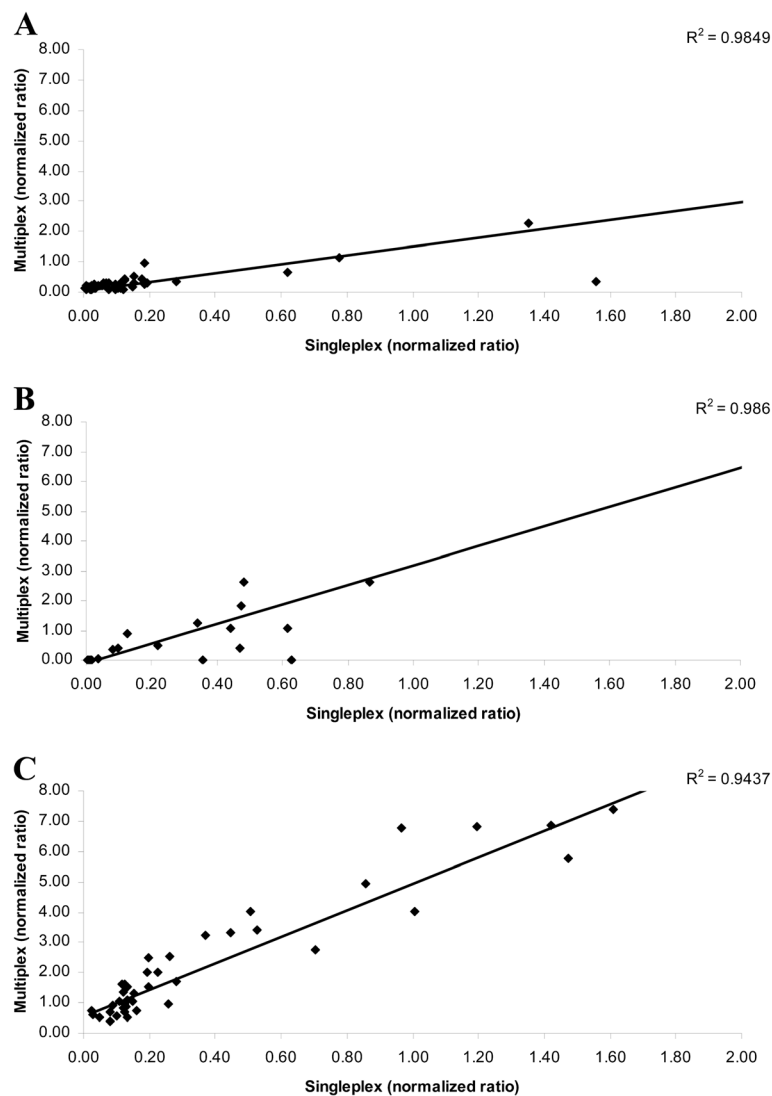 A
R² = 0.9849
Multiplex (normalized ratio)
8.00
7.00
6.00
5.00
4.00
3.00
2.00
1.00
0.00
0.00 0.20 0.40 0.60 0.80 1.00 1.20 1.40 1.60 1.80 2.00
Singleplex (normalized ratio)
B
R² = 0.986
Multiplex (normalized ratio)
8.00
7.00
6.00
5.00
4.00
3.00
2.00
1.00
0.00
0.00 0.20 0.40 0.60 0.80 1.00 1.20 1.40 1.60 1.80 2.00
Singleplex (normalized ratio)
C
R² = 0.9437
Multiplex (normalized ratio)
8.00
7.00
6.00
5.00
4.00
3.00
2.00
1.00
0.00
0.00 0.20 0.40 0.60 0.80 1.00 1.20 1.40 1.60 1.80 2.00
Singleplex (normalized ratio)